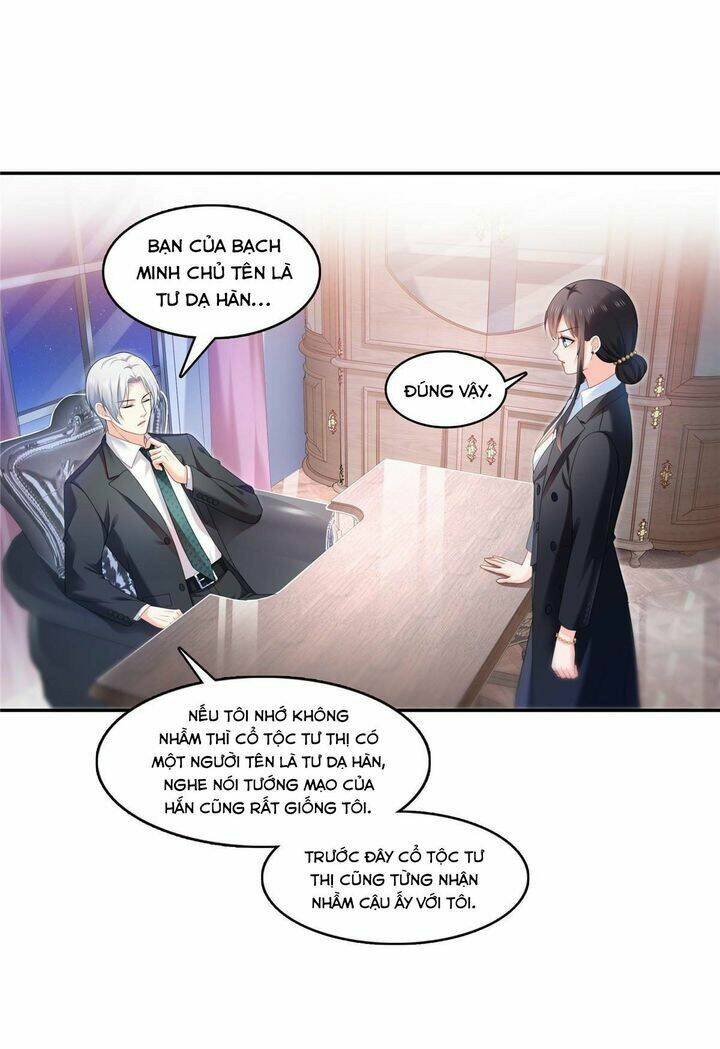 BẠN CỦA BẠCH
MINH CHỦ TÊN LÀ
TƯ DẠ HÀN...
ĐÚNG VẬY.
NẾU TÔI NHỚ KHÔNG
NHẦM THÌ CỔ TỘC TƯ THỊ CÓ
MỘT NGƯỜI TÊN LÀ TƯ DẠ HÀN,
NGHE NÓI TƯỚNG MẠO CỦA
HẮN CŨNG RẤT GIỐNG TÔI.
TRƯỚC ĐÂY CỔ TỘC TƯ
THỊ CŨNG TỪNG NHẬN
NHẦM CẬU ẤY VỚI TÔI.